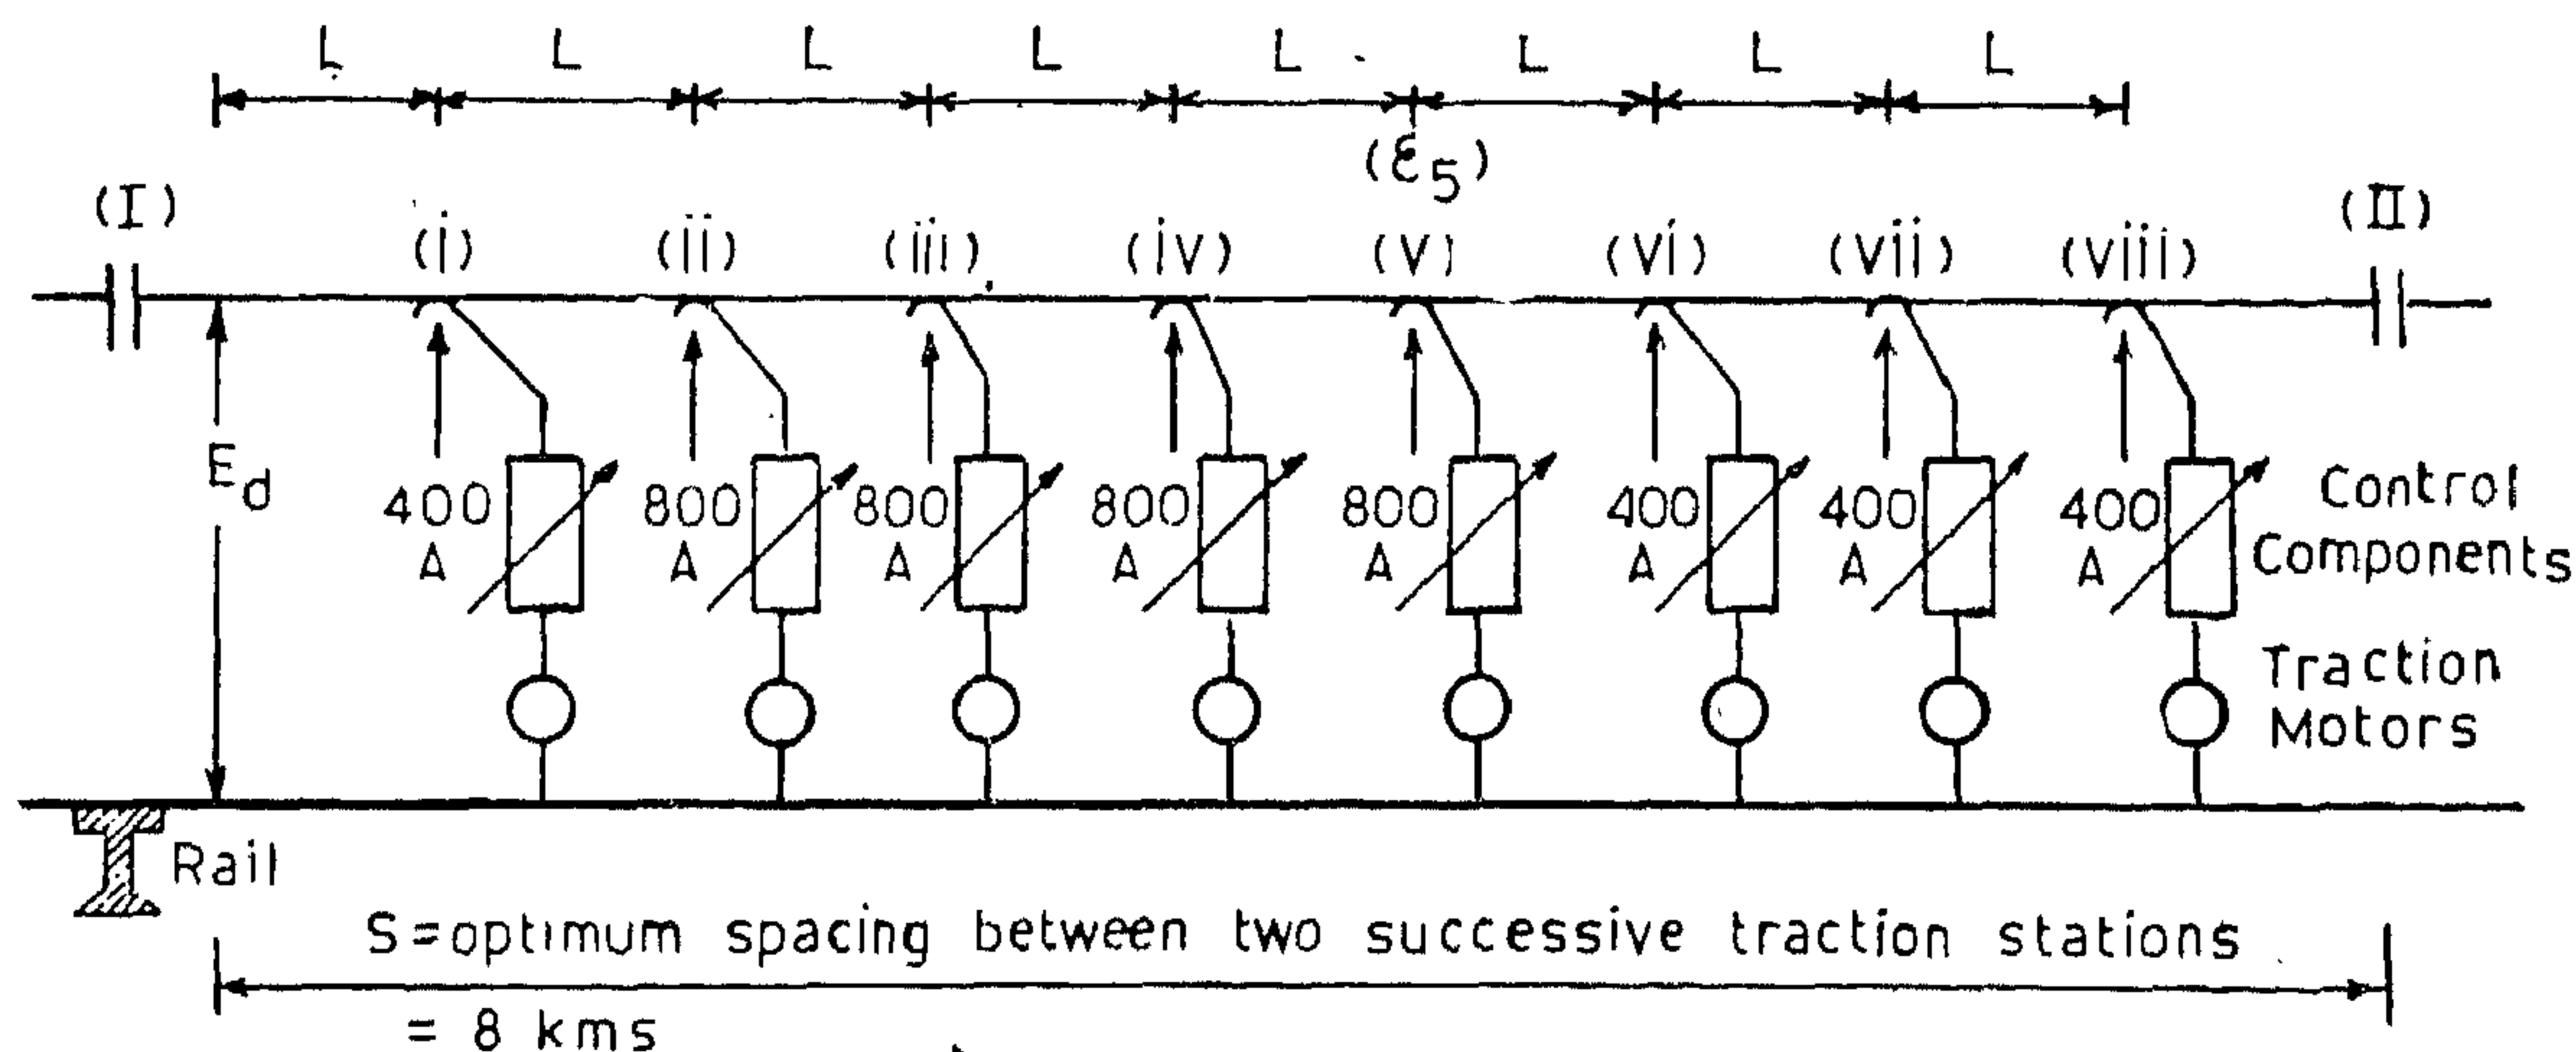 L L L L L L L L
(ℰ5)
(I) (i) (ii) (iii) (iv) (v) (vi) (vii) (viii) (II)
Ed
400 A 800 A 800 A 800 A 800 A 400 A 400 A 400 A
Control
Components
Traction
Motors
Rail
S=optimum spacing between two successive traction stations
= 8 kms